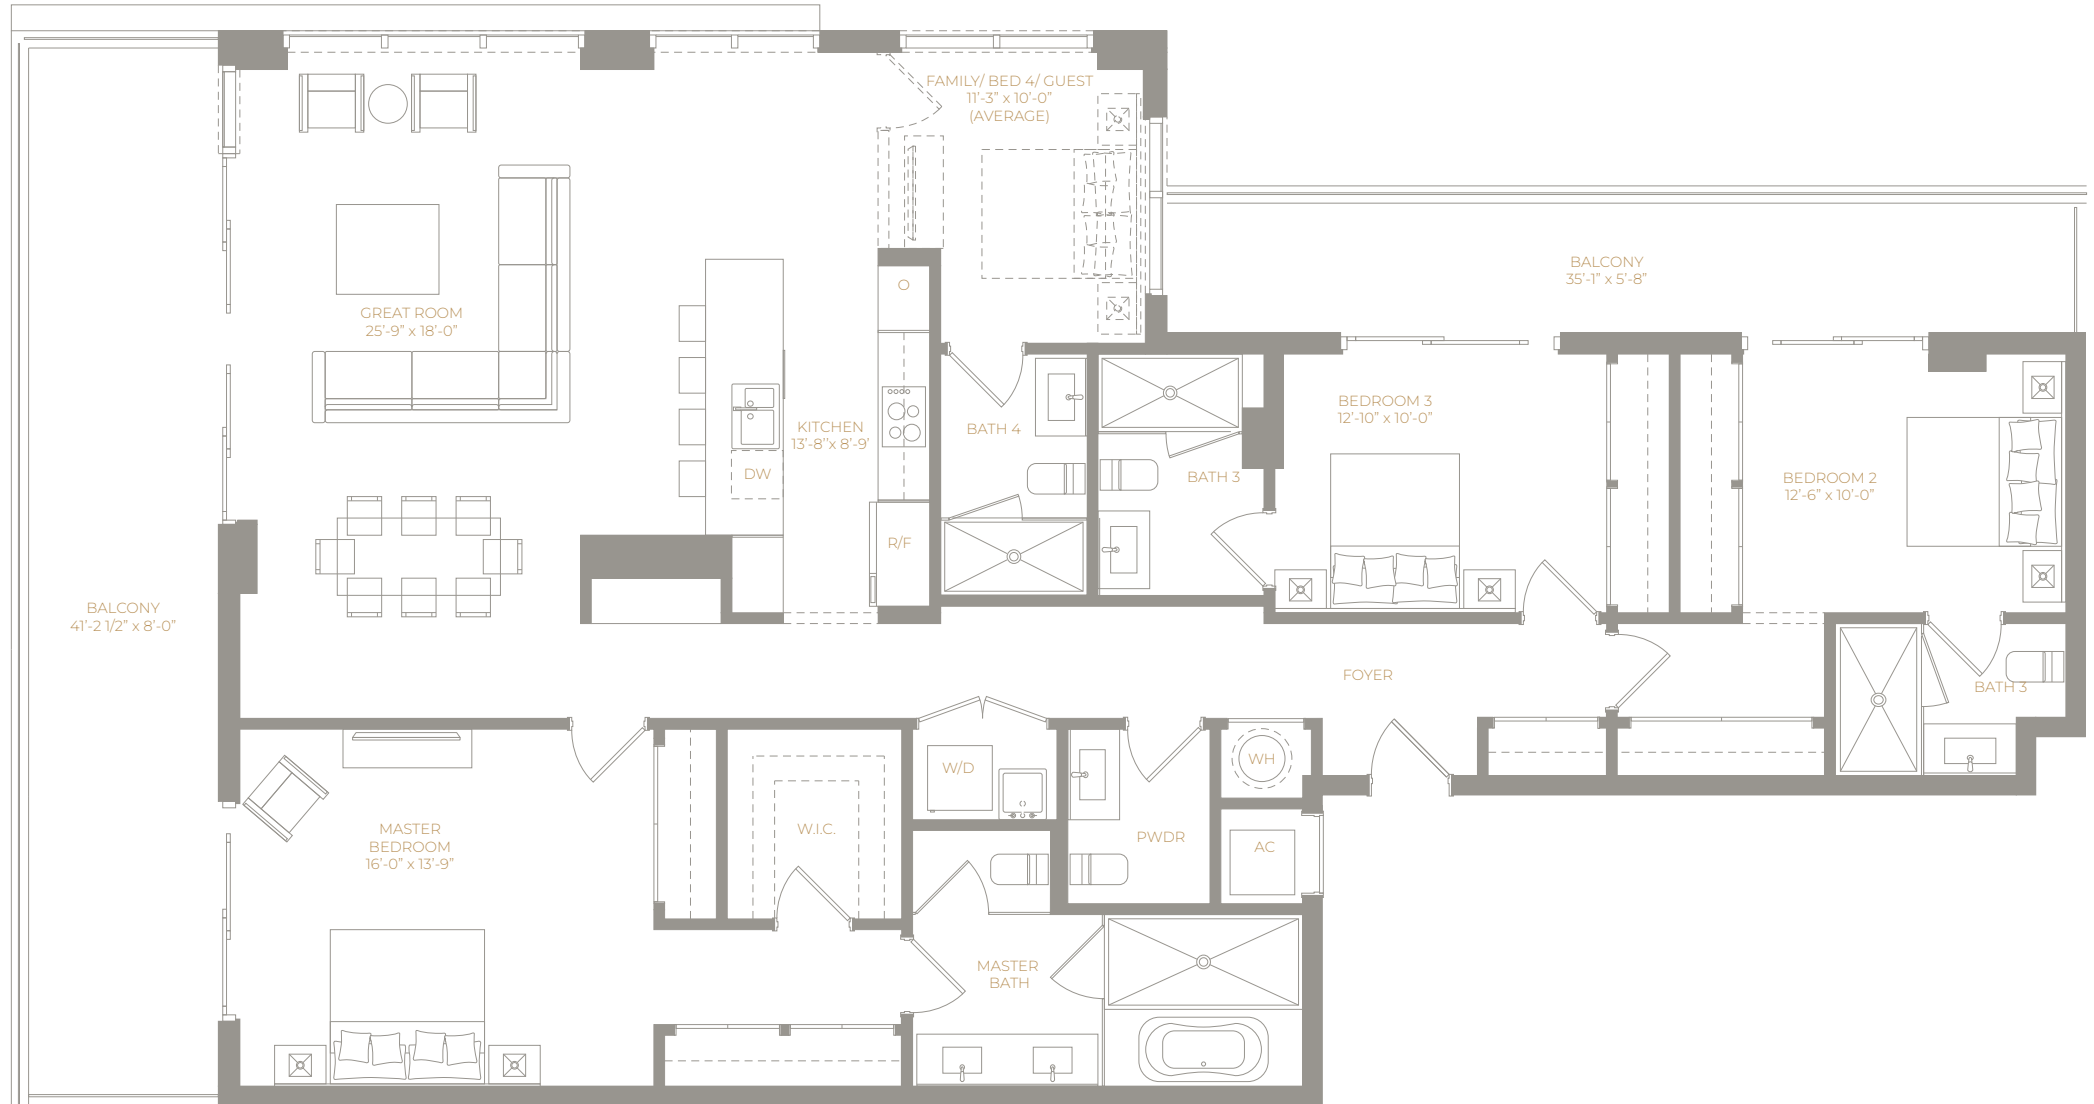 FAMILY/ BED 4/ GUEST
11'-3" x 10'-0"
(AVERAGE)
BALCONY
35'-1" x 5'-8"
O
GREAT ROOM
25'-9" x 18'-0"
KITCHEN
13'-8"x 8'-9'
DW
R/F
BATH 4
BATH 3
BEDROOM 3
12'-10" x 10'-0"
BEDROOM 2
12'-6" x 10'-0"
BALCONY
41'-2 1/2" x 8'-0"
FOYER
BATH 3
W/D
WH
MASTER
BEDROOM
16'-0" x 13'-9"
W.I.C.
PWDR
AC
MASTER
BATH